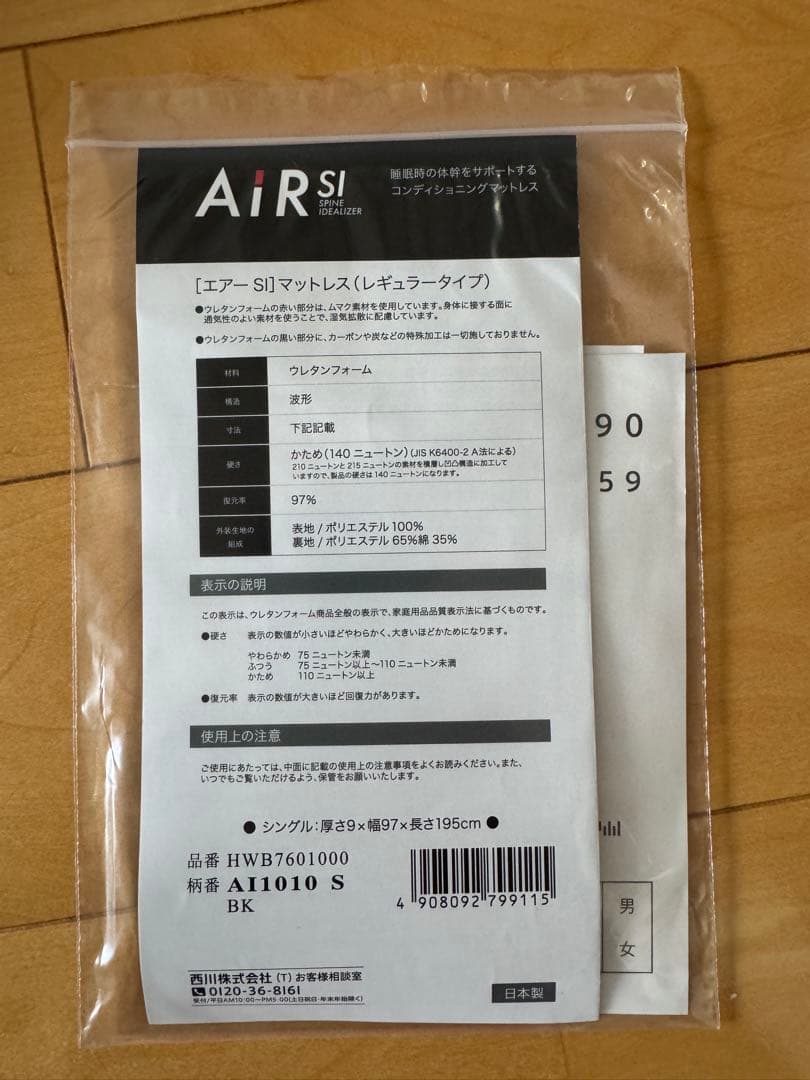 AiR SI
SPINE
IDEALIZER
睡眠時の体幹をサポートする
コンディショニングマットレス
[エアー SI]マットレス(レギュラータイプ)
●ウレタンフォームの赤い部分は、ムマク素材を使用しています。身体に接する面に
通気性のよい素材を使うことで、湿気拡散に配慮しています。
●ウレタンフォームの黒い部分に、カーボンや炭などの特殊加工は一切施しておりません。
材料 ウレタンフォーム
構造 波形
寸法 下記記載
硬さ かため(140 ニュートン)(JIS K6400-2 A法による)
210 ニュートンと 215 ニュートンの素材を積層し凹凸構造に加工して
いますので、製品の硬さは 140 ニュートンになります。
復元率 97%
外装生地の
組成
表地 / ポリエステル 100%
裏地 / ポリエステル 65%綿 35%
表示の説明
この表示は、ウレタンフォーム商品全般の表示で、家庭用品品質表示法に基づくものです。
●硬さ 表示の数値が小さいほどやわらかく、大きいほどかためになります。
やわらかめ 75 ニュートン未満
ふつう 75 ニュートン以上〜110 ニュートン未満
かため 110 ニュートン以上
●復元率 表示の数値が大きいほど回復力があります。
使用上の注意
ご使用にあたっては、中面に記載の使用上の注意事項をよくお読みください。また、
いつでもご覧いただけるよう、保管をお願いいたします。
● シングル:厚さ9×幅97×長さ195cm ●
品番 HWB7601000
柄番 AI1010 S
BK
4 908092 799115
西川株式会社 (T) お客様相談室
0120-36-8161
受付/平日AM10:00〜PM5:00(土日祝日・年末年始除く)
日本製
90
59
男
女